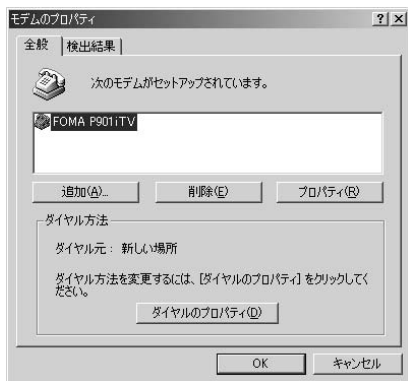 モデムのプロパティ
全般
検出結果
次のモデムがセットアップされています。
FOMA P901iTV
追加(A)...
削除(E)
プロパティ(R)
ダイヤル方法
ダイヤル元： 新しい場所
ダイヤル方法を変更するには、[ダイヤルのプロパティ] をクリックしてく
ださい。
ダイヤルのプロパティ(D)
OK
キャンセル